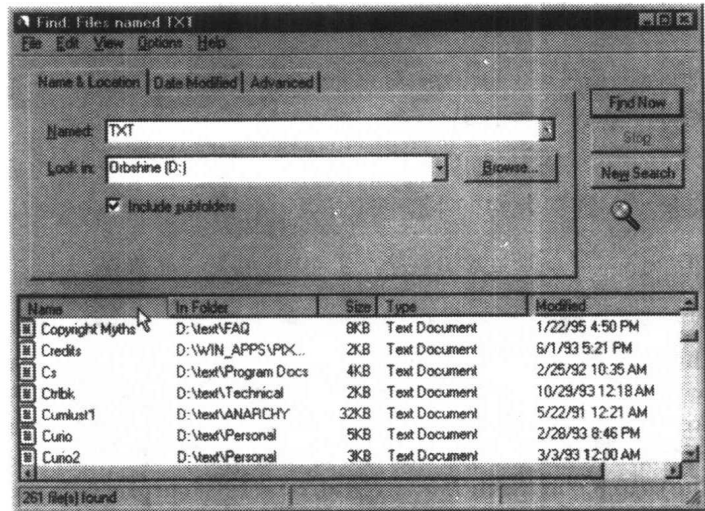 Find: Files named TXT
File Edit View Options Help
Name & Location Date Modified Advanced
Find Now
Named: TXT
Stop
Look in: Orbshine (D:) Browse...
New Search
Include subfolders
Name In Folder Size Type Modified
Copyright Myths D:\text\FAQ 8KB Text Document 1/22/95 4:50 PM
Credits D:\WIN_APPS\PIX... 2KB Text Document 6/1/93 5:21 PM
Cs D:\text\Program Docs 4KB Text Document 2/25/92 10:35 AM
Ctrlbk D:\text\Technical 2KB Text Document 10/29/93 12:18 AM
Cumlust1 D:\text\ANARCHY 32KB Text Document 5/22/91 12:21 AM
Curio D:\text\Personal 5KB Text Document 2/28/93 8:46 PM
Curio2 D:\text\Personal 3KB Text Document 3/3/93 12:00 AM
261 file(s) found